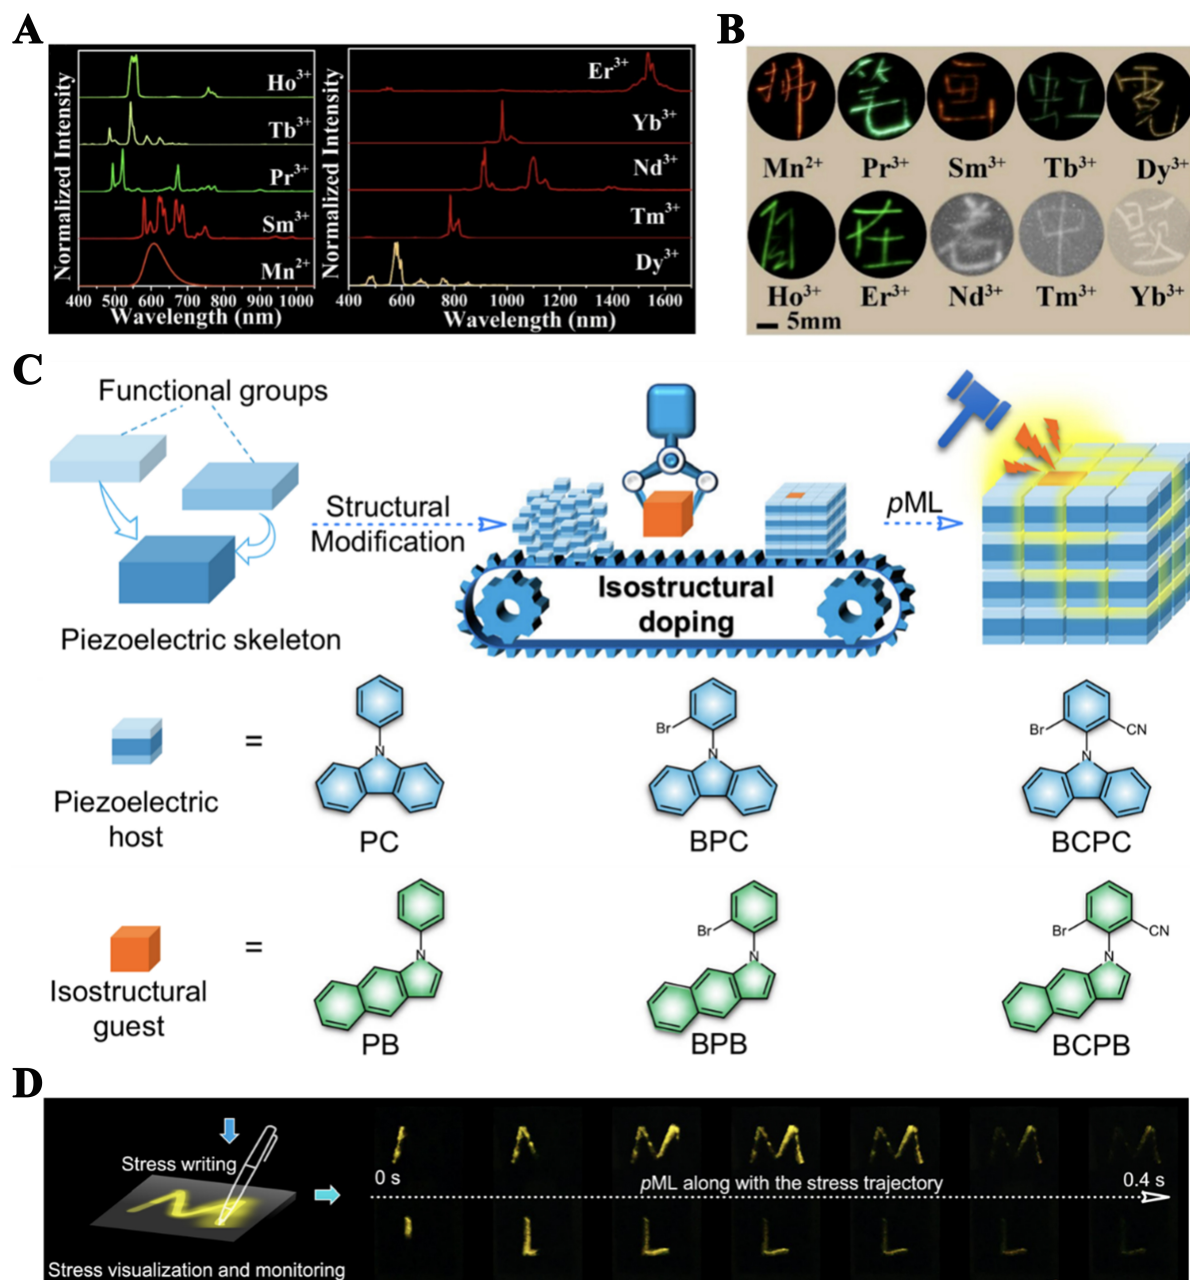 A
Normalized Intensity
Ho3+
Tb3+
Pr3+
Sm3+
Mn2+
400 500 600 700 800 900 1000
Wavelength (nm)
Normalized Intensity
Er3+
Yb3+
Nd3+
Tm3+
Dy3+
400 600 800 1000 1200 1400 1600
Wavelength (nm)
B
拂 笔 画 虹 霓
Mn2+ Pr3+ Sm3+ Tb3+ Dy3+
自 在 卷 中 题
Ho3+ Er3+ Nd3+ Tm3+ Yb3+
5mm
C
Functional groups
Piezoelectric skeleton
Structural
Modification
Isostructural
doping
pML
Piezoelectric
host
=
N
PC
Br
N
BPC
Br
CN
N
BCPC
Isostructural
guest
=
N
PB
Br
N
BPB
Br
CN
N
BCPB
D
Stress writing
Stress visualization and monitoring
M
0 s
pML along with the stress trajectory
0.4 s
L